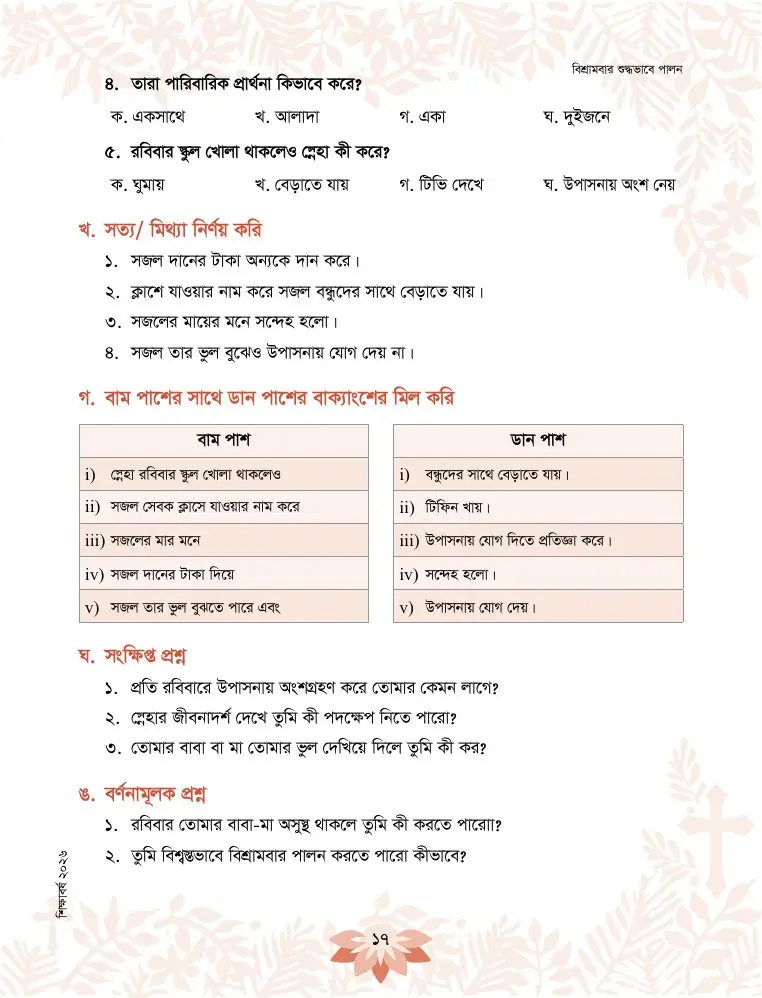 বিশ্রামবার শুদ্ধভাবে পালন
৪. তারা পারিবারিক প্রার্থনা কিভাবে করে?
ক. একসাথে খ. আলাদা গ. একা ঘ. দুইজনে
৫. রবিবার স্কুল খোলা থাকলেও স্নেহা কী করে?
ক. ঘুমায় খ. বেড়াতে যায় গ. টিভি দেখে ঘ. উপাসনায় অংশ নেয়
খ. সত্য/ মিথ্যা নির্ণয় করি
১. সজল দানের টাকা অন্যকে দান করে।
২. ক্লাশে যাওয়ার নাম করে সজল বন্ধুদের সাথে বেড়াতে যায়।
৩. সজলের মায়ের মনে সন্দেহ হলো।
৪. সজল তার ভুল বুঝেও উপাসনায় যোগ দেয় না।
গ. বাম পাশের সাথে ডান পাশের বাক্যাংশের মিল করি
বাম পাশ ডান পাশ
i) স্নেহা রবিবার স্কুল খোলা থাকলেও i) বন্ধুদের সাথে বেড়াতে যায়।
ii) সজল সেবক ক্লাসে যাওয়ার নাম করে ii) টিফিন খায়।
iii) সজলের মার মনে iii) উপাসনায় যোগ দিতে প্রতিজ্ঞা করে।
iv) সজল দানের টাকা দিয়ে iv) সন্দেহ হলো।
v) সজল তার ভুল বুঝতে পারে এবং v) উপাসনায় যোগ দেয়।
ঘ. সংক্ষিপ্ত প্রশ্ন
১. প্রতি রবিবারে উপাসনায় অংশগ্রহণ করে তোমার কেমন লাগে?
২. স্নেহার জীবনাদর্শ দেখে তুমি কী পদক্ষেপ নিতে পারো?
৩. তোমার বাবা বা মা তোমার ভুল দেখিয়ে দিলে তুমি কী কর?
ঙ. বর্ণনামূলক প্রশ্ন
১. রবিবার তোমার বাবা-মা অসুস্থ থাকলে তুমি কী করতে পারোা?
২. তুমি বিশ্বস্তভাবে বিশ্রামবার পালন করতে পারো কীভাবে?
শিক্ষাবর্ষ ২০২৬
১৭